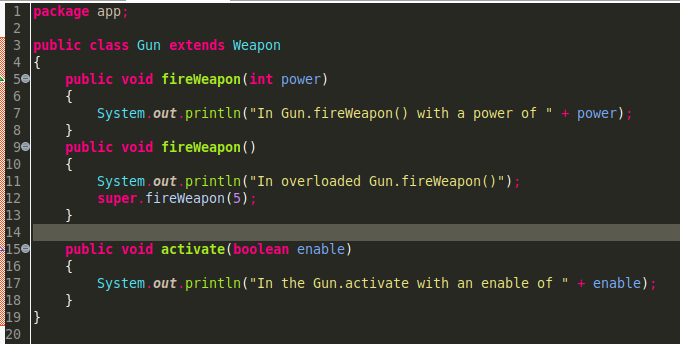 1 package app;
2
3 public class Gun extends Weapon
4 {
5 public void fireWeapon(int power)
6 {
7 System.out.println("In Gun.fireWeapon() with a power of " + power);
8 }
9 public void fireWeapon()
10 {
11 System.out.println("In overloaded Gun.fireWeapon()");
12 super.fireWeapon(5);
13 }
14
15 public void activate(boolean enable)
16 {
17 System.out.println("In the Gun.activate with an enable of " + enable);
18 }
19 }
20